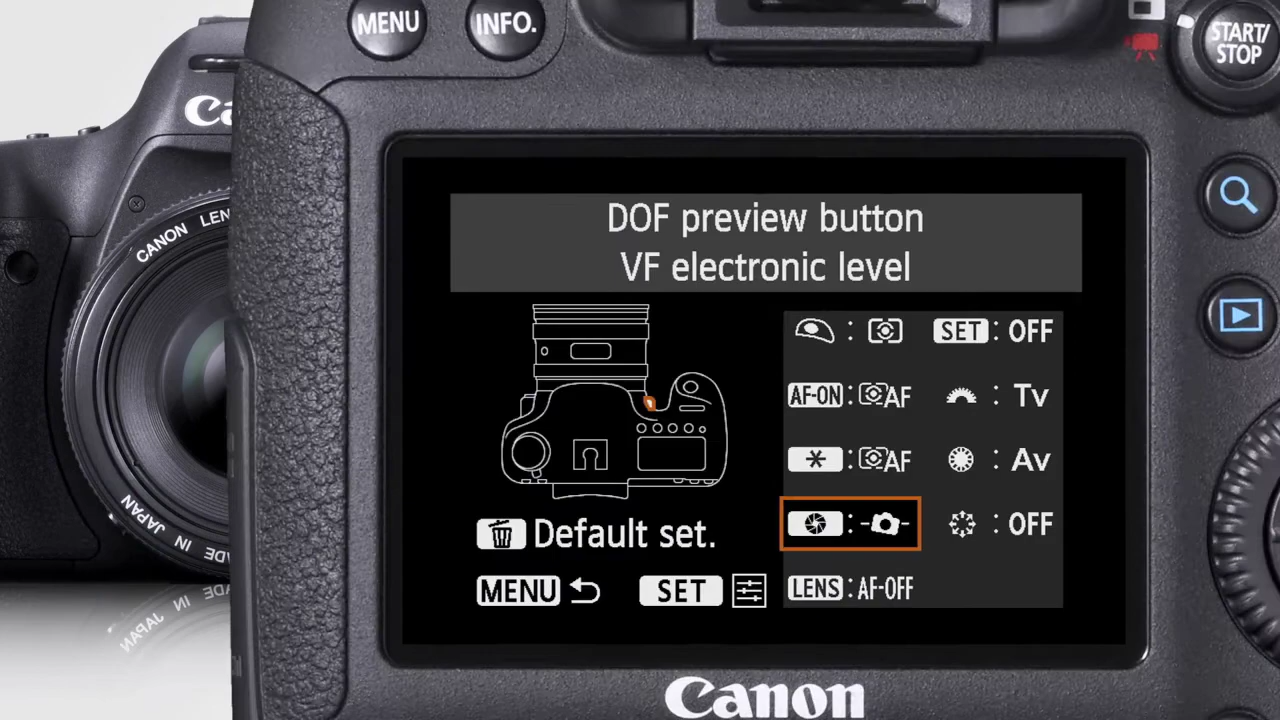 MENU
INFO.
START/
STOP
Ca
CANON LEN
DOF preview button
VF electronic level
: SET : OFF
AF-ON : AF : Tv
* : AF : Av
: : OFF
LENS : AF-OFF
Default set.
MENU SET
JAPAN
MADE IN
Canon